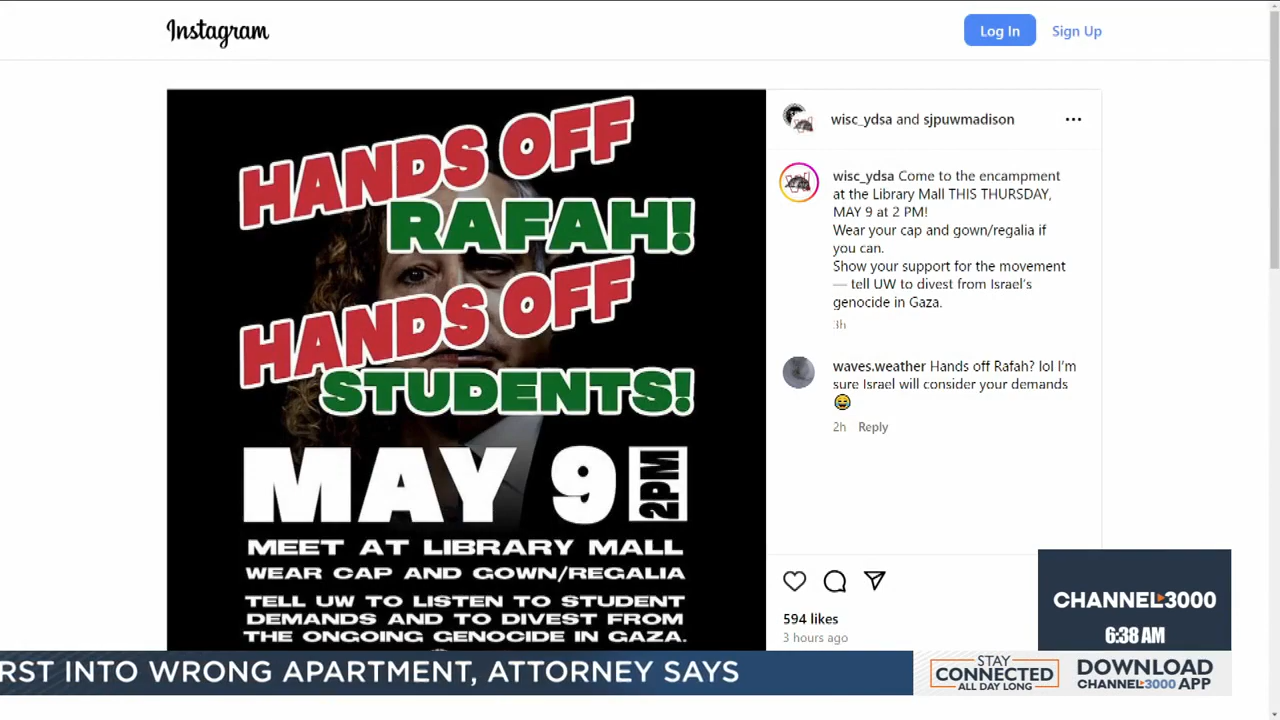 Instagram
Log In
Sign Up
HANDS OFF
RAFAH!
HANDS OFF
STUDENTS!
MAY 9
2PM
MEET AT LIBRARY MALL
WEAR CAP AND GOWN/REGALIA
TELL UW TO LISTEN TO STUDENT
DEMANDS AND TO DIVEST FROM
THE ONGOING GENOCIDE IN GAZA.
wisc_ydsa and sjpuwmadison
wisc_ydsa Come to the encampment
at the Library Mall THIS THURSDAY,
MAY 9 at 2 PM!
Wear your cap and gown/regalia if
you can.
Show your support for the movement
— tell UW to divest from Israel's
genocide in Gaza.
3h
waves.weather Hands off Rafah? lol I'm
sure Israel will consider your demands
😂
2h Reply
594 likes
3 hours ago
CHANNEL3000
6:38 AM
RST INTO WRONG APARTMENT, ATTORNEY SAYS
STAY
CONNECTED
ALL DAY LONG
DOWNLOAD
CHANNEL3000 APP